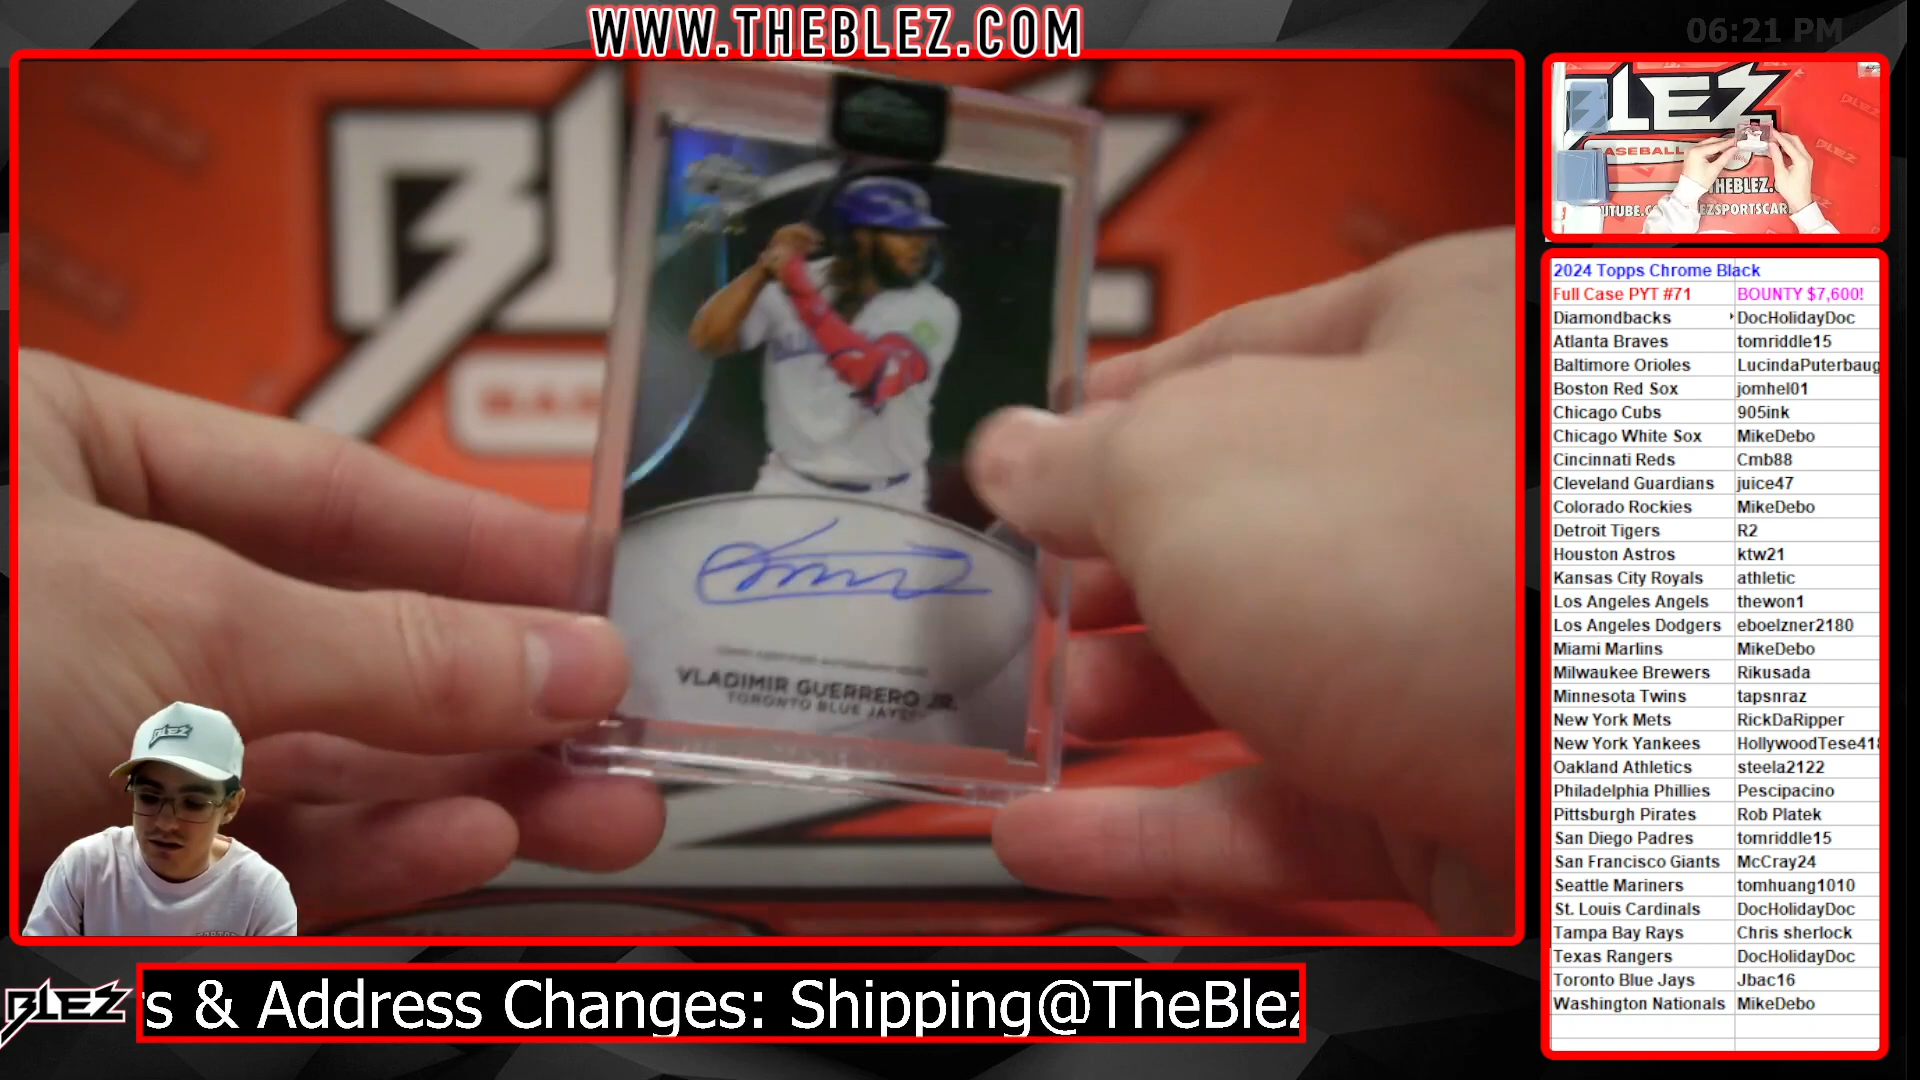 WWW.THEBLEZ.COM
06:21 PM
BLEZ
BASEBALL
THEBLEZ.
BLEZ
2024 Topps Chrome Black
Full Case PYT #71 BOUNTY $7,600!
Diamondbacks DocHolidayDoc
Atlanta Braves tomriddle15
Baltimore Orioles LucindaPuterbaug
Boston Red Sox jomhel01
Chicago Cubs 905ink
Chicago White Sox MikeDebo
Cincinnati Reds Cmb88
Cleveland Guardians juice47
Colorado Rockies MikeDebo
Detroit Tigers R2
Houston Astros ktw21
Kansas City Royals athletic
Los Angeles Angels thewon1
Los Angeles Dodgers eboelzner2180
Miami Marlins MikeDebo
Milwaukee Brewers Rikusada
Minnesota Twins tapsnraz
New York Mets RickDaRipper
New York Yankees HollywoodTese418
Oakland Athletics steela2122
Philadelphia Phillies Pescipacino
Pittsburgh Pirates Rob Platek
San Diego Padres tomriddle15
San Francisco Giants McCray24
Seattle Mariners tomhuang1010
St. Louis Cardinals DocHolidayDoc
Tampa Bay Rays Chris sherlock
Texas Rangers DocHolidayDoc
Toronto Blue Jays Jbac16
Washington Nationals MikeDebo
VLADIMIR GUERRERO JR.
TORONTO BLUE JAYS
BLEZ
BLEZ
s & Address Changes: Shipping@TheBlez